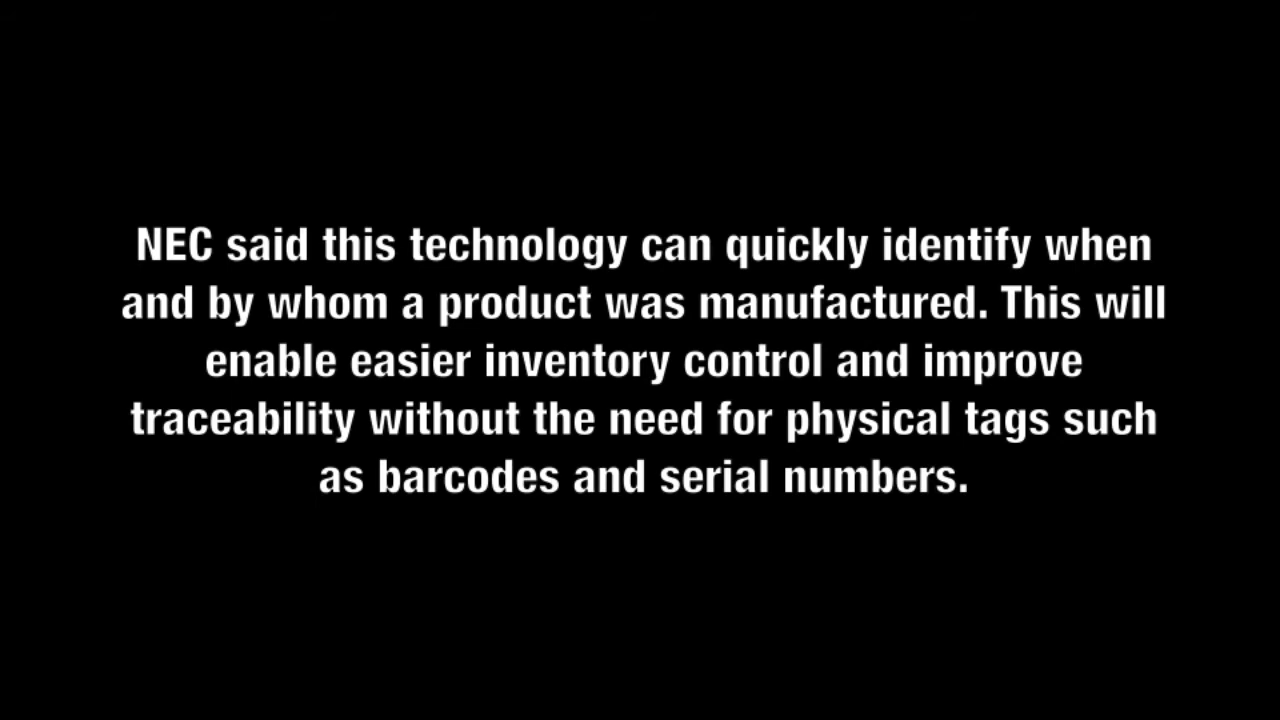 NEC said this technology can quickly identify when
and by whom a product was manufactured. This will
enable easier inventory control and improve
traceability without the need for physical tags such
as barcodes and serial numbers.